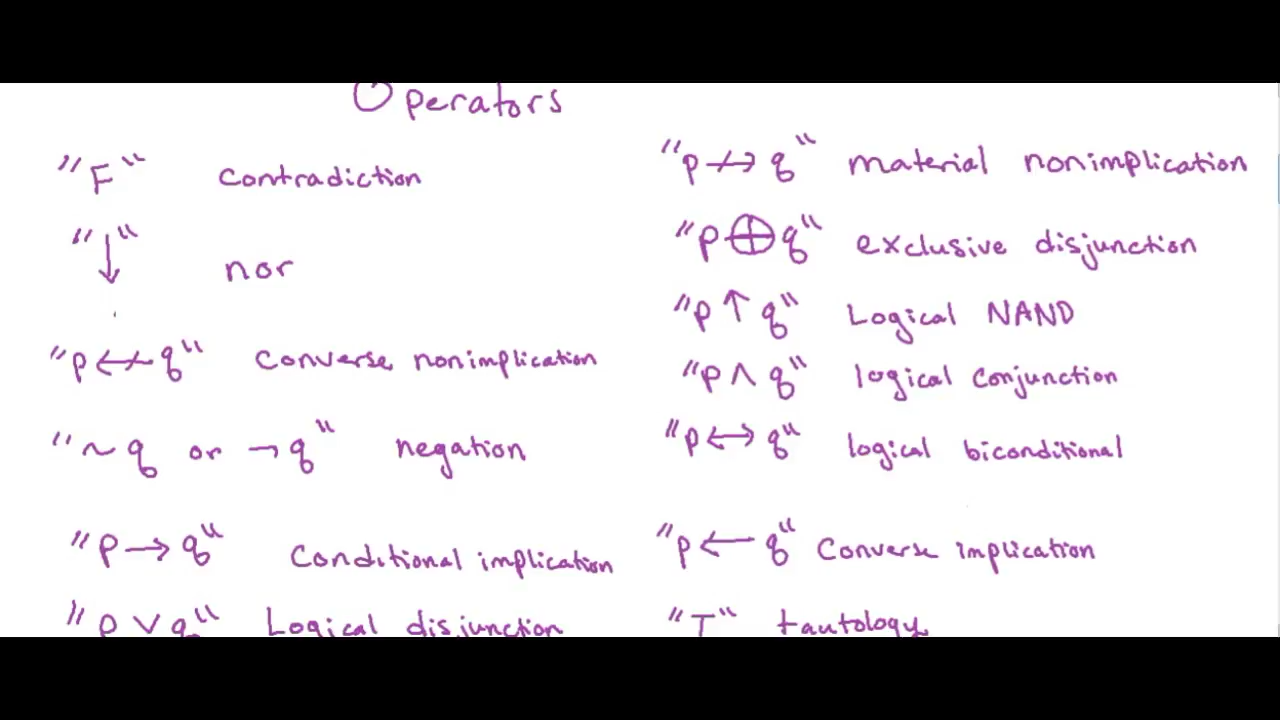 Operators
"F" contradiction
"↓" nor
"p ↚ q" converse nonimplication
"~q or ¬q" negation
"p → q" conditional implication
"p ∨ q" Logical disjunction
"p ↛ q" material nonimplication
"p ⊕ q" exclusive disjunction
"p ↑ q" Logical NAND
"p ∧ q" logical conjunction
"p ↔ q" logical biconditional
"p ← q" Converse implication
"T" tautology